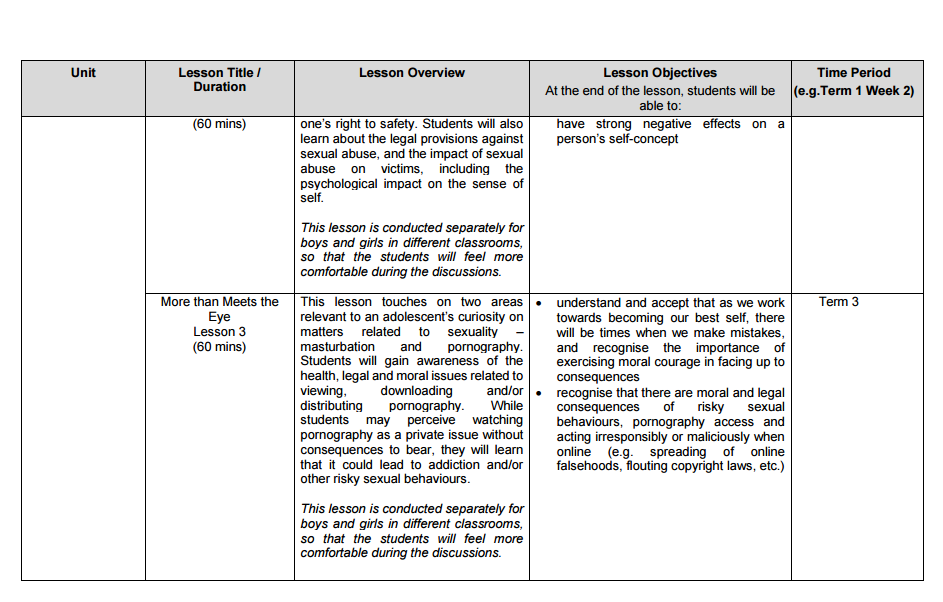 Unit
Lesson Title /
Duration
Lesson Overview
Lesson Objectives
At the end of the lesson, students will be
able to:
Time Period
(e.g.Term 1 Week 2)
(60 mins)
one's right to safety. Students will also
learn about the legal provisions against
sexual abuse, and the impact of sexual
abuse on victims, including the
psychological impact on the sense of
self.
This lesson is conducted separately for
boys and girls in different classrooms,
so that the students will feel more
comfortable during the discussions.
have strong negative effects on a
person's self-concept
More than Meets the
Eye
Lesson 3
(60 mins)
This lesson touches on two areas
relevant to an adolescent's curiosity on
matters related to sexuality –
masturbation and pornography.
Students will gain awareness of the
health, legal and moral issues related to
viewing, downloading and/or
distributing pornography. While
students may perceive watching
pornography as a private issue without
consequences to bear, they will learn
that it could lead to addiction and/or
other risky sexual behaviours.
This lesson is conducted separately for
boys and girls in different classrooms,
so that the students will feel more
comfortable during the discussions.
• understand and accept that as we work
towards becoming our best self, there
will be times when we make mistakes,
and recognise the importance of
exercising moral courage in facing up to
consequences
• recognise that there are moral and legal
consequences of risky sexual
behaviours, pornography access and
acting irresponsibly or maliciously when
online (e.g. spreading of online
falsehoods, flouting copyright laws, etc.)
Term 3